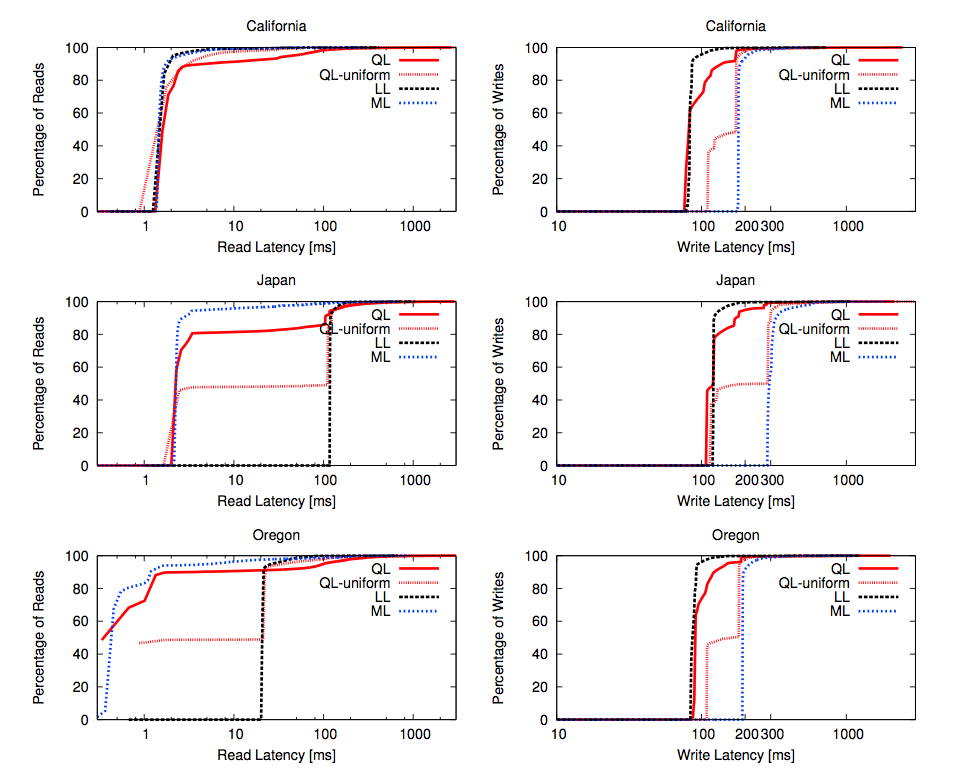 California
Percentage of Reads
100
80
60
40
20
0
QL
QL-uniform
LL
ML
1 10 100 1000
Read Latency [ms]
California
Percentage of Writes
100
80
60
40
20
0
QL
QL-uniform
LL
ML
10 100 200 300 1000
Write Latency [ms]
Japan
Percentage of Reads
100
80
60
40
20
0
QL
QL-uniform
LL
ML
1 10 100 1000
Read Latency [ms]
Japan
Percentage of Writes
100
80
60
40
20
0
QL
QL-uniform
LL
ML
10 100 200 300 1000
Write Latency [ms]
Oregon
Percentage of Reads
100
80
60
40
20
0
QL
QL-uniform
LL
ML
1 10 100 1000
Read Latency [ms]
Oregon
Percentage of Writes
100
80
60
40
20
0
QL
QL-uniform
LL
ML
10 100 200 300 1000
Write Latency [ms]